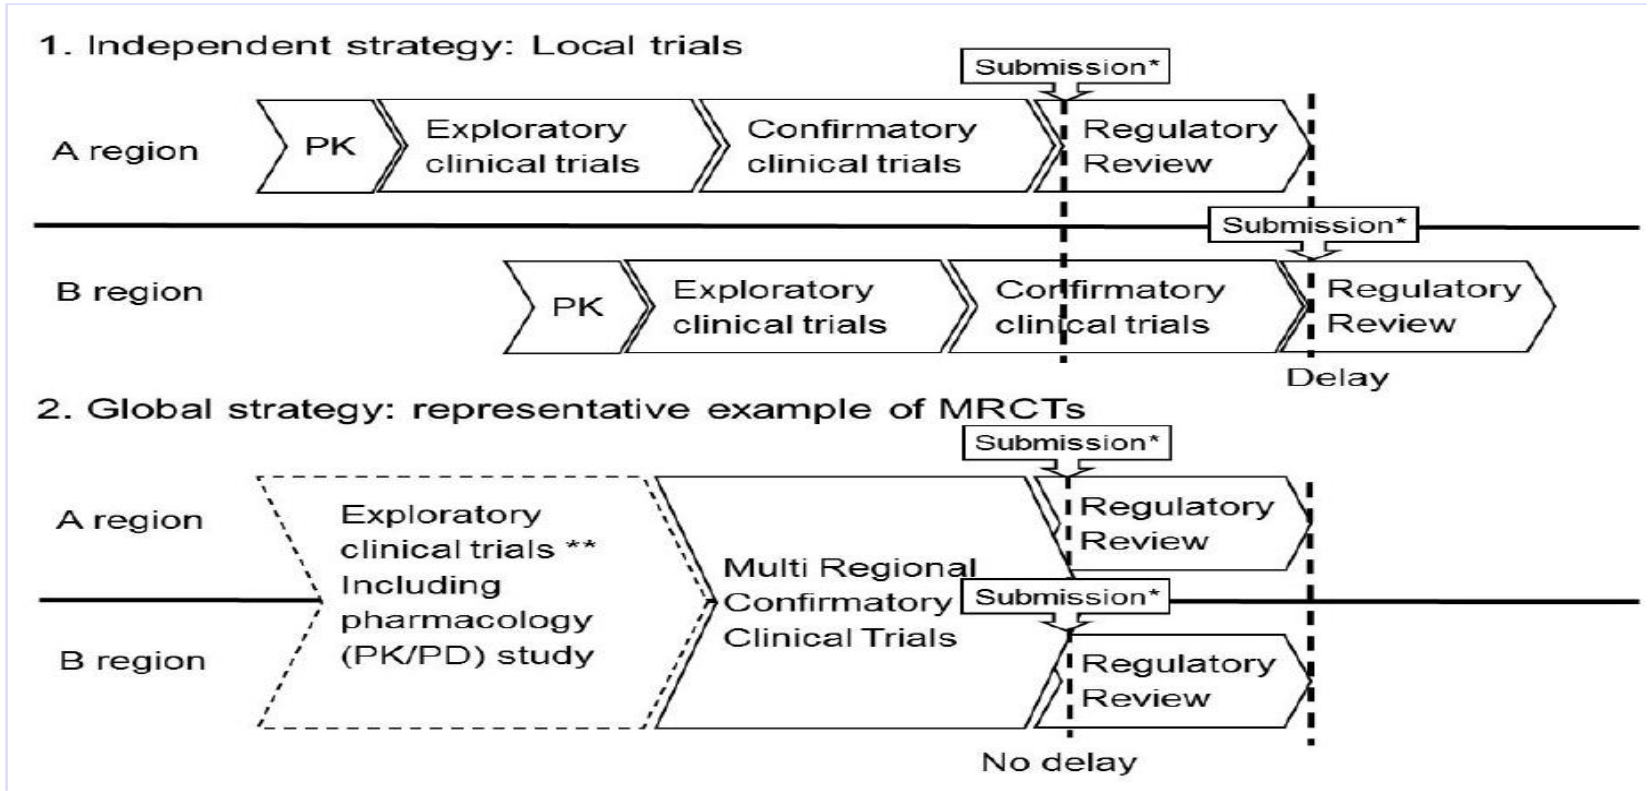 1. Independent strategy: Local trials
Submission*
A region
PK
Exploratory
clinical trials
Confirmatory
clinical trials
Regulatory
Review
Submission*
B region
PK
Exploratory
clinical trials
Confirmatory
clinical trials
Regulatory
Review
Delay
2. Global strategy: representative example of MRCTs
Submission*
A region
Exploratory
clinical trials **
Including
pharmacology
(PK/PD) study
Multi Regional
Confirmatory
Clinical Trials
Regulatory
Review
Submission*
B region
Regulatory
Review
No delay